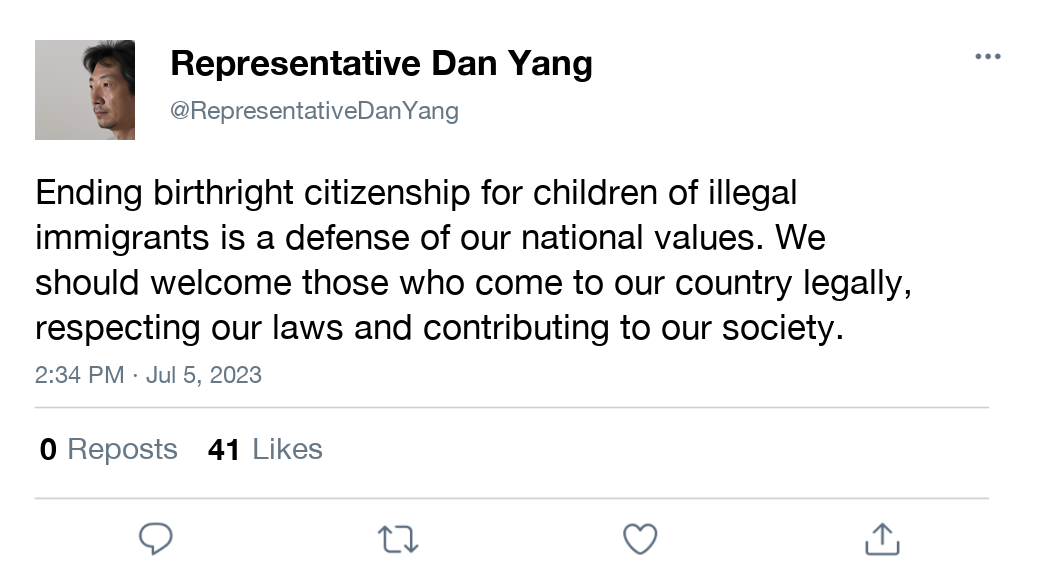 Representative Dan Yang
@RepresentativeDanYang
Ending birthright citizenship for children of illegal
immigrants is a defense of our national values. We
should welcome those who come to our country legally,
respecting our laws and contributing to our society.
2:34 PM · Jul 5, 2023
0 Reposts 41 Likes